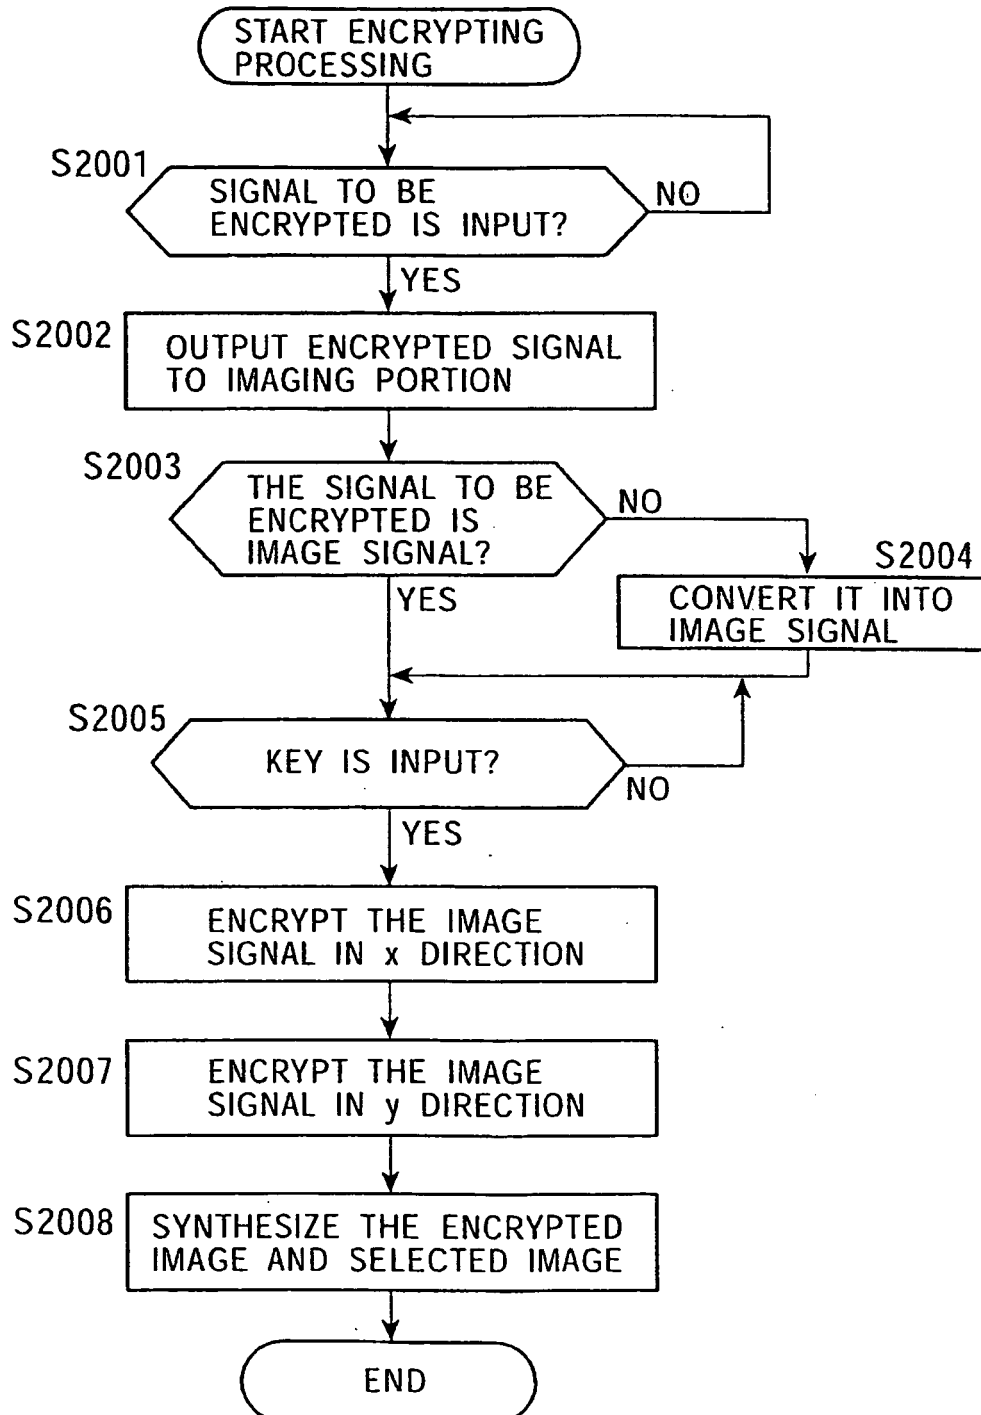 START ENCRYPTING
PROCESSING
S2001
SIGNAL TO BE
ENCRYPTED IS INPUT?
NO
YES
S2002
OUTPUT ENCRYPTED SIGNAL
TO IMAGING PORTION
S2003
THE SIGNAL TO BE
ENCRYPTED IS
IMAGE SIGNAL?
NO
YES
S2004
CONVERT IT INTO
IMAGE SIGNAL
S2005
KEY IS INPUT?
NO
YES
S2006
ENCRYPT THE IMAGE
SIGNAL IN x DIRECTION
S2007
ENCRYPT THE IMAGE
SIGNAL IN y DIRECTION
S2008
SYNTHESIZE THE ENCRYPTED
IMAGE AND SELECTED IMAGE
END